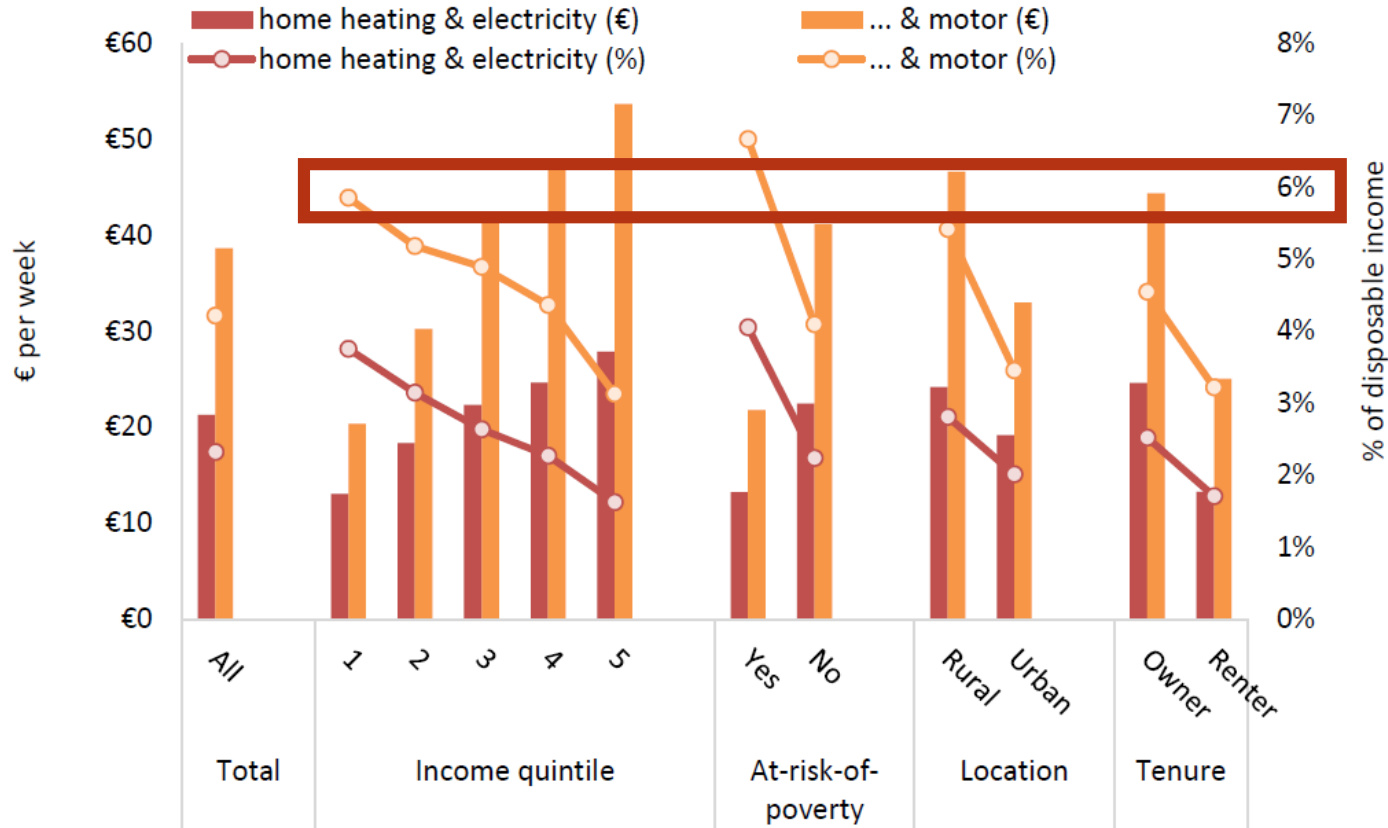 home heating & electricity (€)
... & motor (€)
home heating & electricity (%)
... & motor (%)
€60
€50
€40
€30
€20
€10
€0
€ per week
8%
7%
6%
5%
4%
3%
2%
1%
0%
% of disposable income
All
1
2
3
4
5
Yes
No
Rural
Urban
Owner
Renter
Total
Income quintile
At-risk-of-
poverty
Location
Tenure